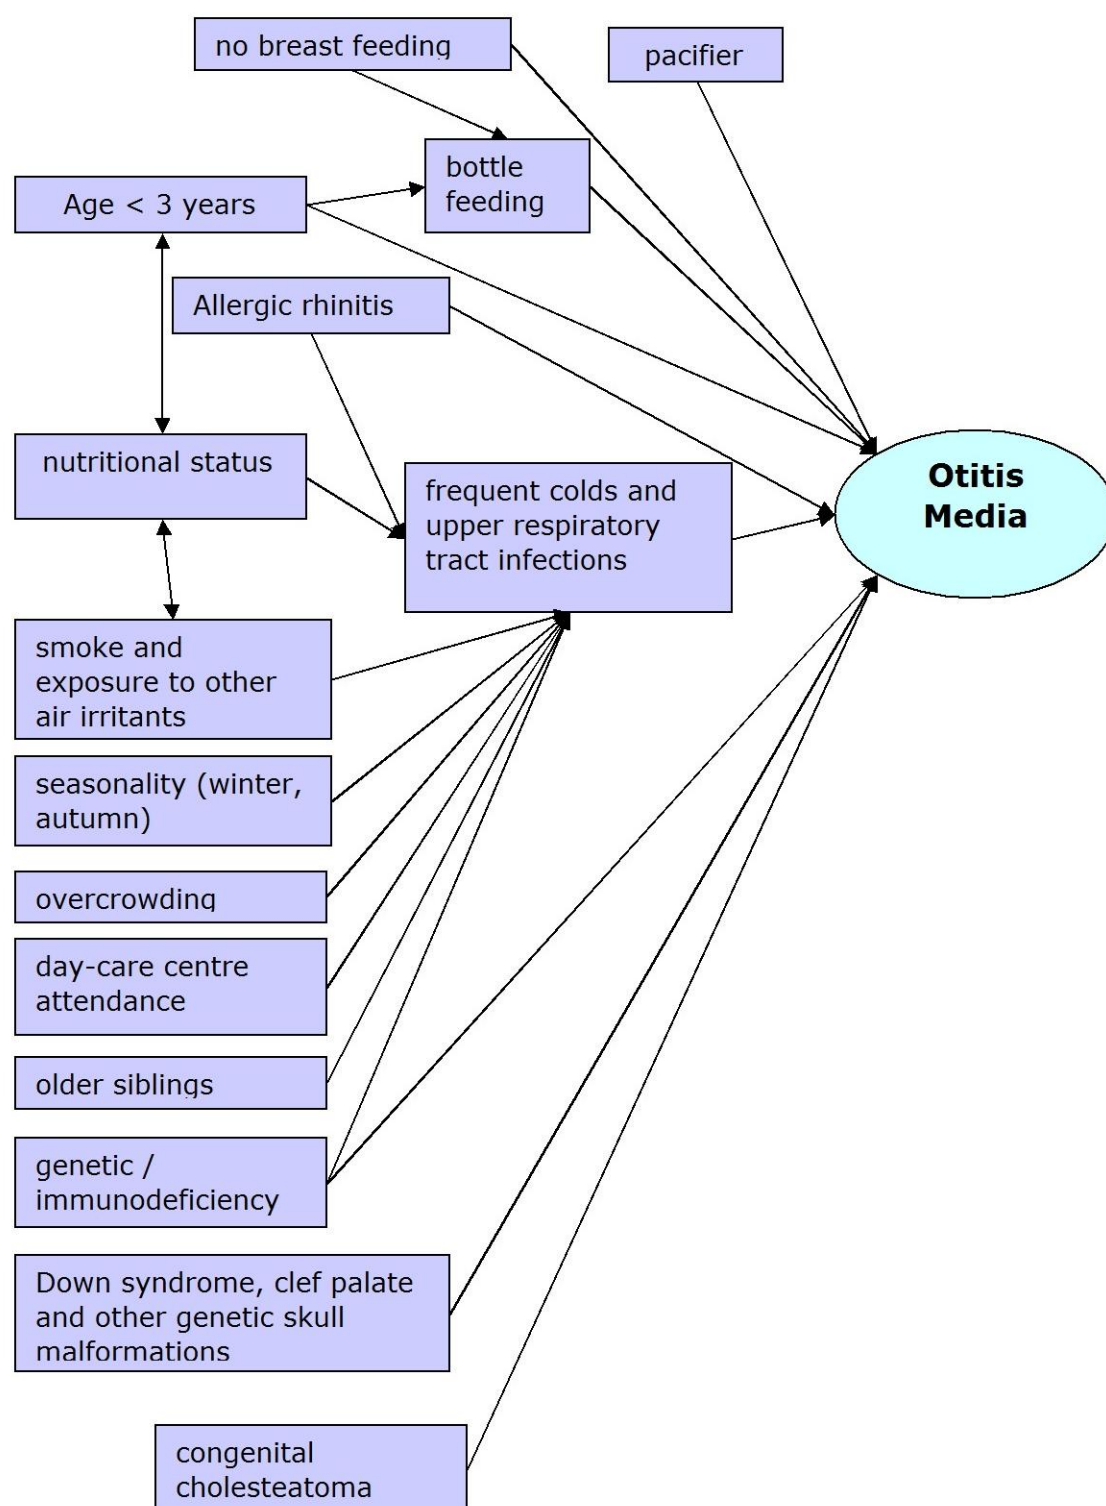 no breast feeding
pacifier
bottle
feeding
Age < 3 years
Allergic rhinitis
nutritional status
frequent colds and
upper respiratory
tract infections
Otitis
Media
smoke and
exposure to other
air irritants
seasonality (winter,
autumn)
overcrowding
day-care centre
attendance
older siblings
genetic /
immunodeficiency
Down syndrome, clef palate
and other genetic skull
malformations
congenital
cholesteatoma